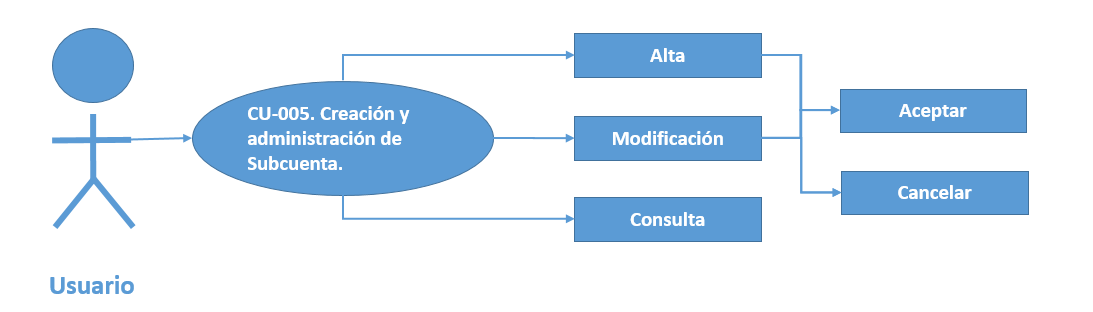 Alta
CU-005. Creación y
administración de
Subcuenta.
Aceptar
Modificación
Cancelar
Consulta
Usuario